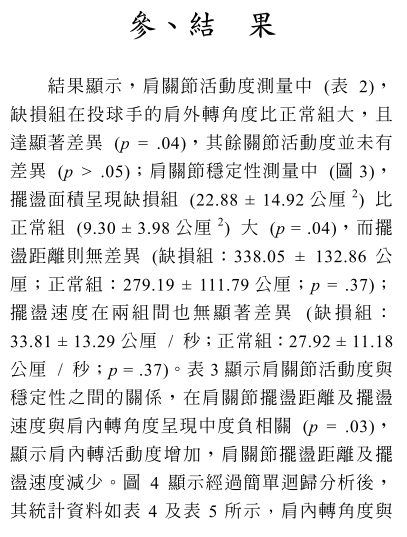 參、結　果
結果顯示，肩關節活動度測量中 (表 2)，
缺損組在投球手的肩外轉角度比正常組大，且
達顯著差異 (p = .04)，其餘關節活動度並未有
差異 (p > .05)；肩關節穩定性測量中 (圖 3)，
擺盪面積呈現缺損組 (22.88 ± 14.92 公厘²) 比
正常組 (9.30 ± 3.98 公厘²) 大 (p = .04)，而擺
盪距離則無差異 (缺損組：338.05 ± 132.86 公
厘；正常組：279.19 ± 111.79 公厘；p = .37)；
擺盪速度在兩組間也無顯著差異 (缺損組：
33.81 ± 13.29 公厘 / 秒；正常組：27.92 ± 11.18
公厘 / 秒；p = .37)。表 3 顯示肩關節活動度與
穩定性之間的關係，在肩關節擺盪距離及擺盪
速度與肩內轉角度呈現中度負相關 (p = .03)，
顯示肩內轉活動度增加，肩關節擺盪距離及擺
盪速度減少。圖 4 顯示經過簡單迴歸分析後，
其統計資料如表 4 及表 5 所示，肩內轉角度與